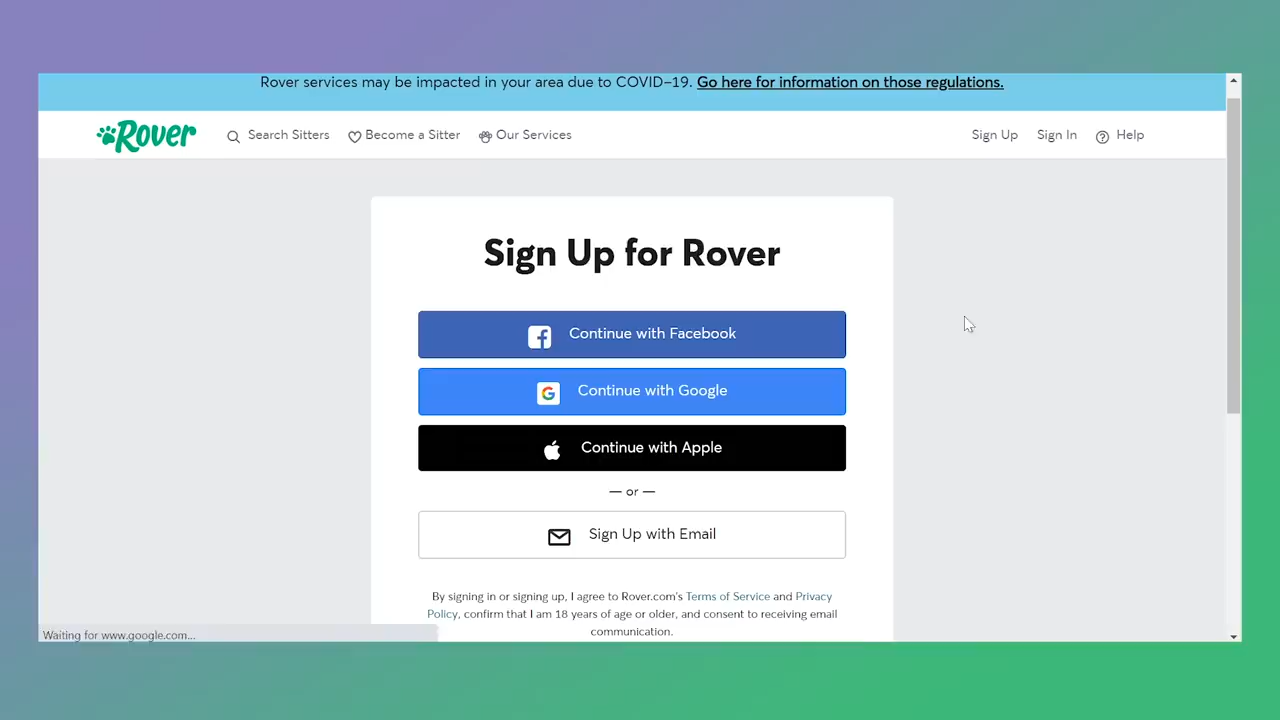 Rover services may be impacted in your area due to COVID-19. Go here for information on those regulations.
Rover Search Sitters Become a Sitter Our Services Sign Up Sign In Help
Sign Up for Rover
Continue with Facebook
Continue with Google
Continue with Apple
— or —
Sign Up with Email
By signing in or signing up, I agree to Rover.com's Terms of Service and Privacy
Policy, confirm that I am 18 years of age or older, and consent to receiving email
communication.
Waiting for www.google.com...